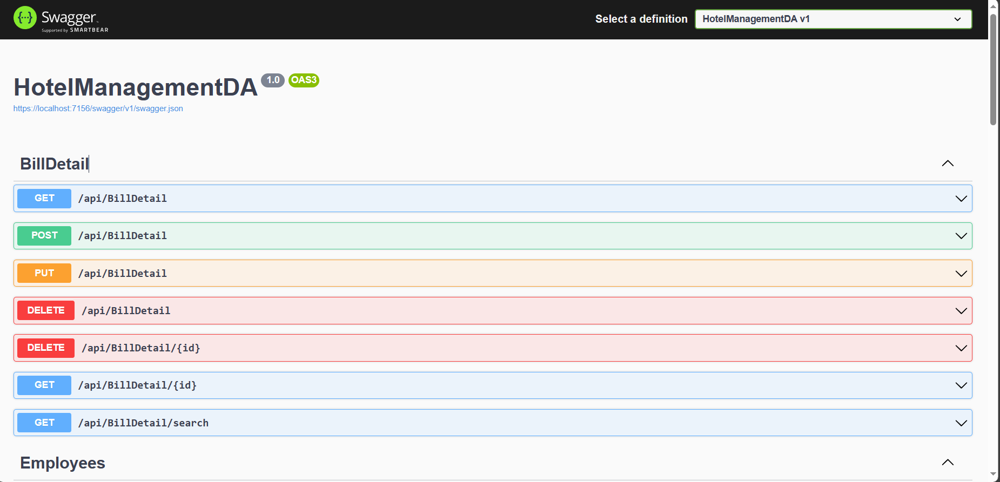 Swagger
Supported by SMARTBEAR
Select a definition
HotelManagementDA v1
HotelManagementDA 1.0 OAS3
https://localhost:7156/swagger/v1/swagger.json
BillDetail
GET /api/BillDetail
POST /api/BillDetail
PUT /api/BillDetail
DELETE /api/BillDetail
DELETE /api/BillDetail/{id}
GET /api/BillDetail/{id}
GET /api/BillDetail/search
Employees